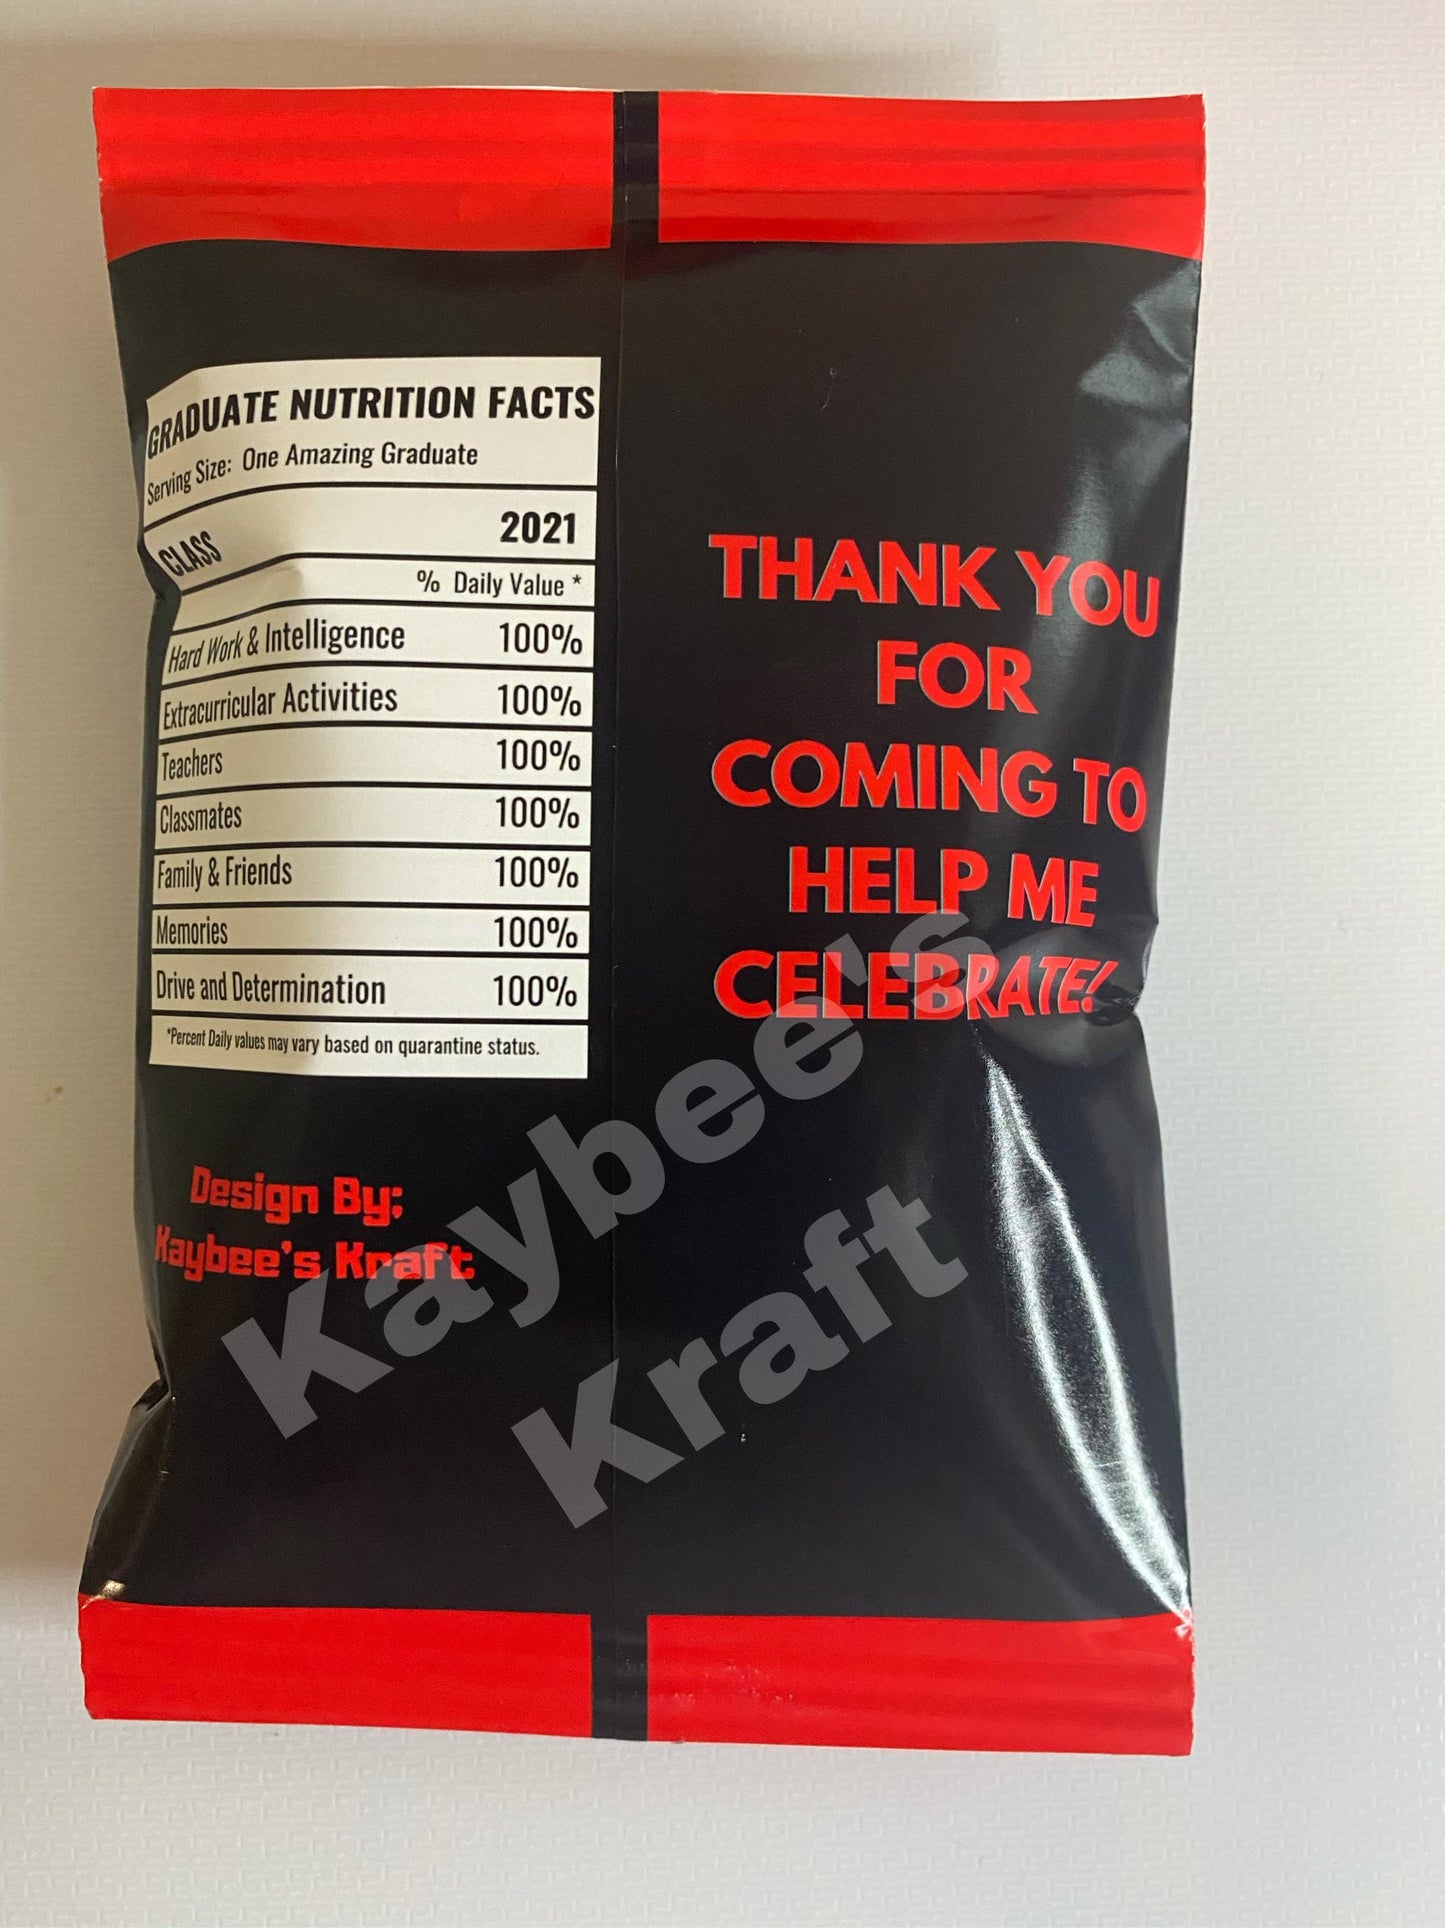 GRADUATE NUTRITION FACTS
Serving Size: One Amazing Graduate
CLASS 2021
% Daily Value *
Hard Work & Intelligence 100%
Extracurricular Activities 100%
Teachers 100%
Classmates 100%
Family & Friends 100%
Memories 100%
Drive and Determination 100%
*Percent Daily values may vary based on quarantine status.
Design By:
Kaybee's Kraft
THANK YOU
FOR
COMING TO
HELP ME
CELEBRATE!
Kaybee's
Kraft